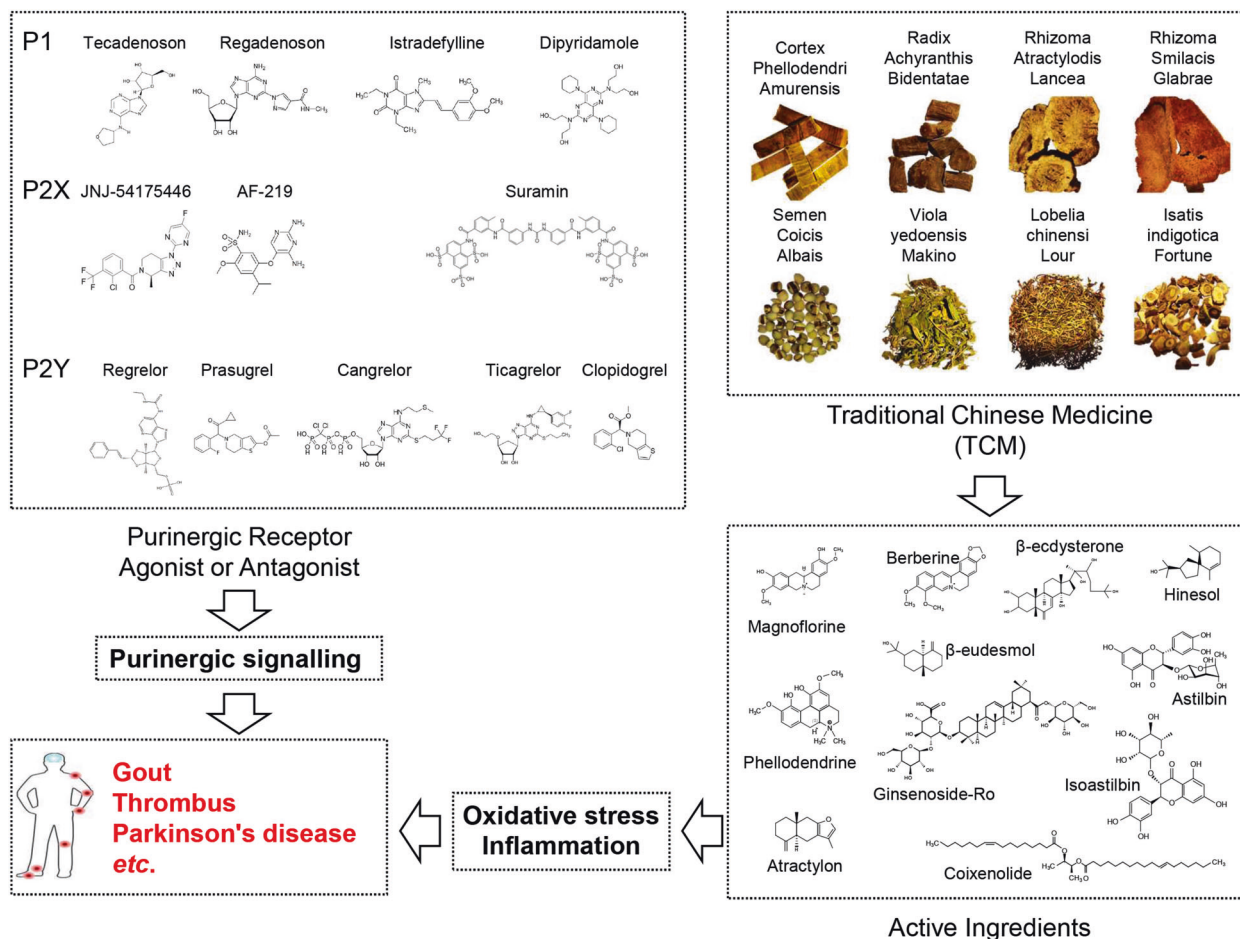 P1
Tecadenoson
Regadenoson
Istradefylline
Dipyridamole
P2X
JNJ-54175446
AF-219
Suramin
P2Y
Regrelor
Prasugrel
Cangrelor
Ticagrelor
Clopidogrel
Purinergic Receptor
Agonist or Antagonist
Purinergic signalling
Gout
Thrombus
Parkinson's disease
etc.
Cortex
Phellodendri
Amurensis
Radix
Achyranthis
Bidentatae
Rhizoma
Atractylodis
Lancea
Rhizoma
Smilacis
Glabrae
Semen
Coicis
Albais
Viola
yedoensis
Makino
Lobelia
chinensi
Lour
Isatis
indigotica
Fortune
Traditional Chinese Medicine
(TCM)
Magnoflorine
Berberine
β-ecdysterone
Hinesol
β-eudesmol
Astilbin
Phellodendrine
Ginsenoside-Ro
Isoastilbin
Atractylon
Coixenolide
Active Ingredients
Oxidative stress
Inflammation